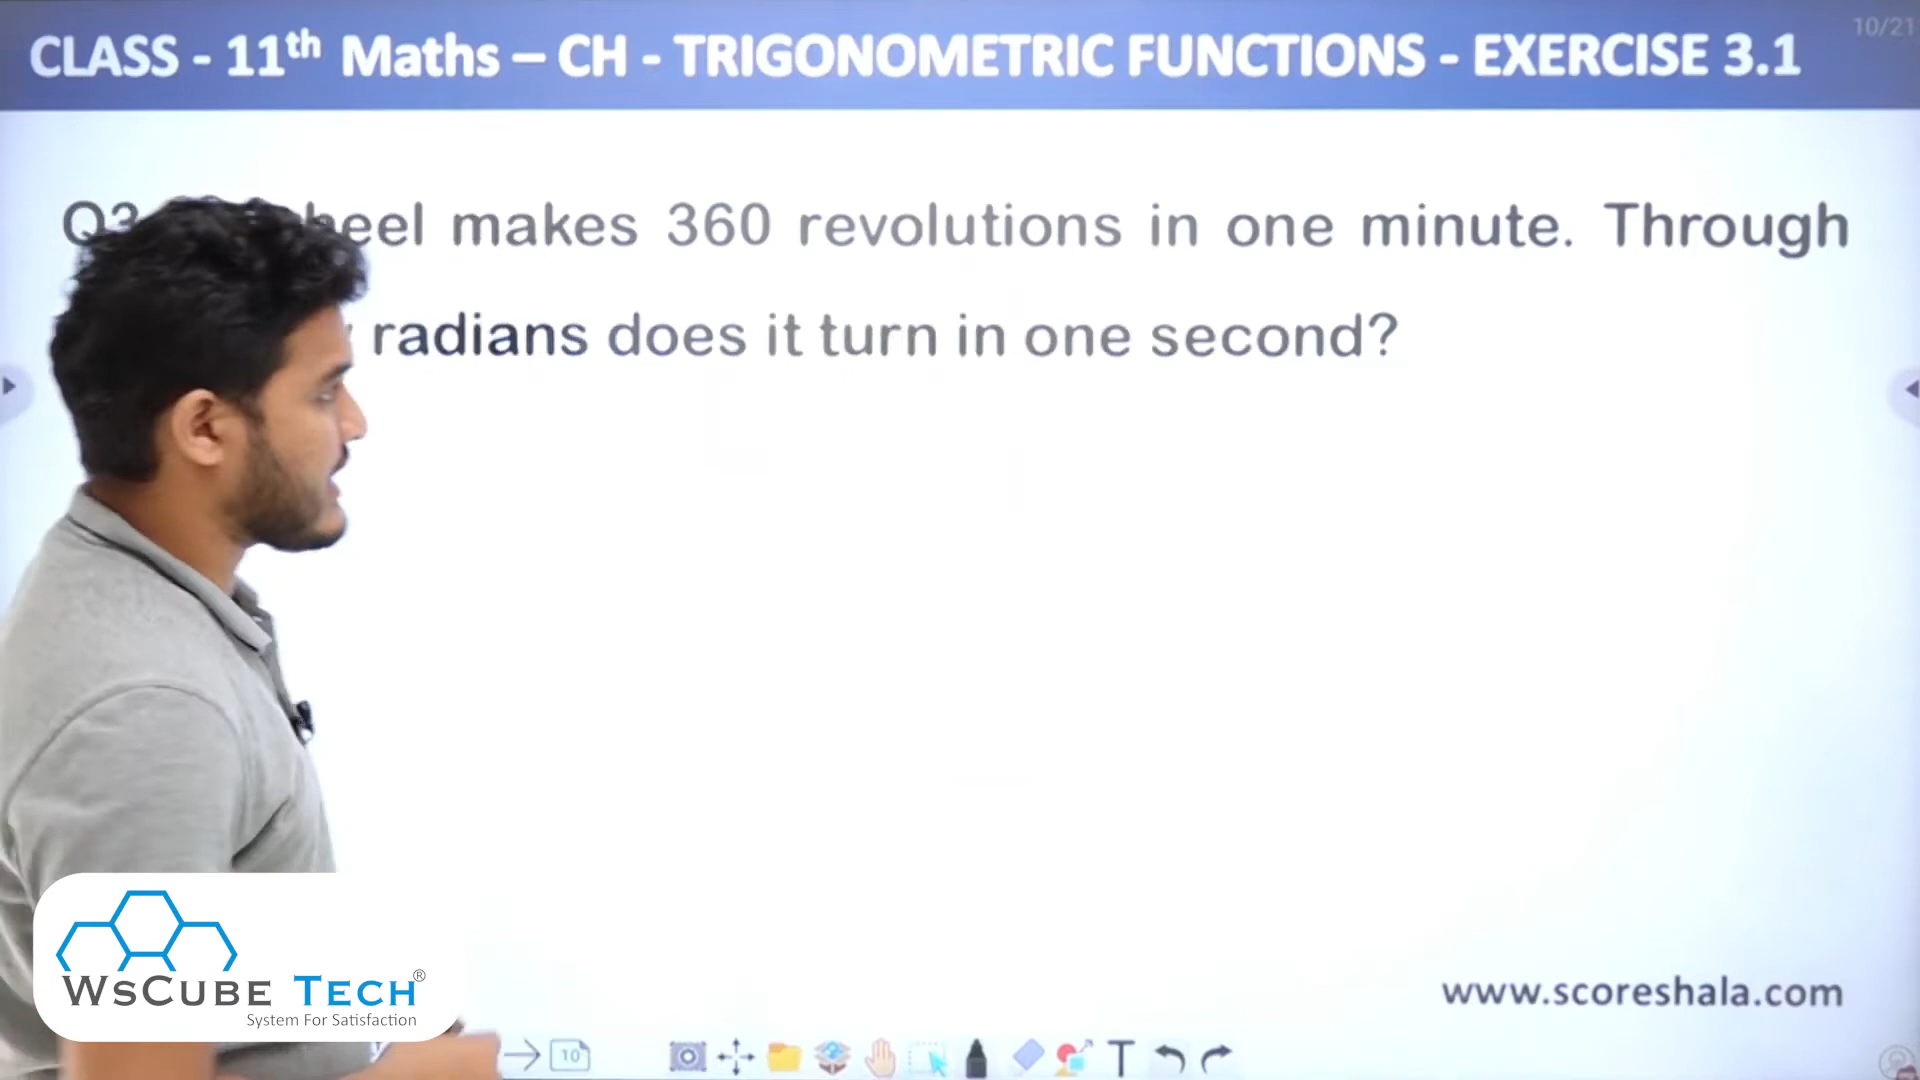 10/21
CLASS - 11th Maths – CH - TRIGONOMETRIC FUNCTIONS - EXERCISE 3.1
Q3 makes 360 revolutions in one minute. Through
radians does it turn in one second?
www.scoreshala.com
WsCube Tech®
System For Satisfaction
10
T